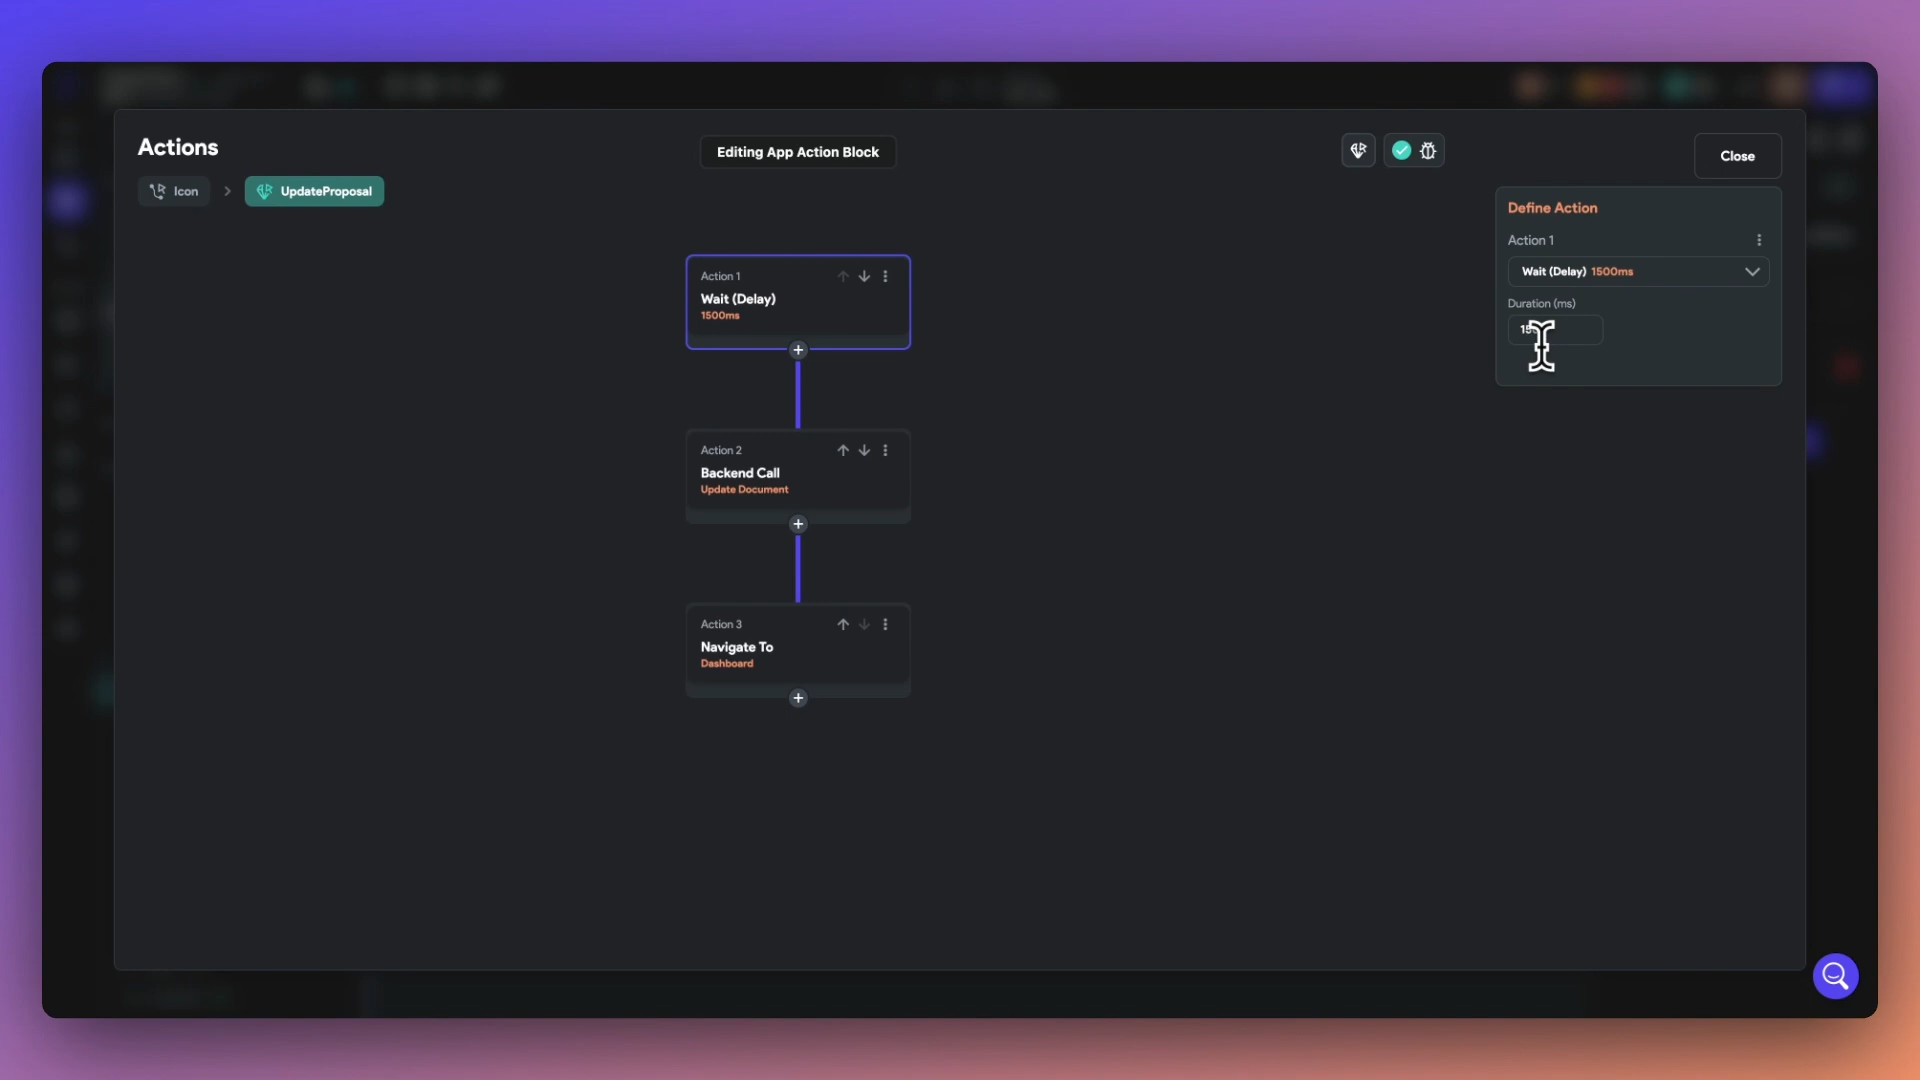 Actions
Editing App Action Block
Close
Icon
UpdateProposal
Define Action
Action 1
Wait (Delay) 1500ms
Duration (ms)
Action 1
Wait (Delay)
1500ms
Action 2
Backend Call
Update Document
Action 3
Navigate To
Dashboard